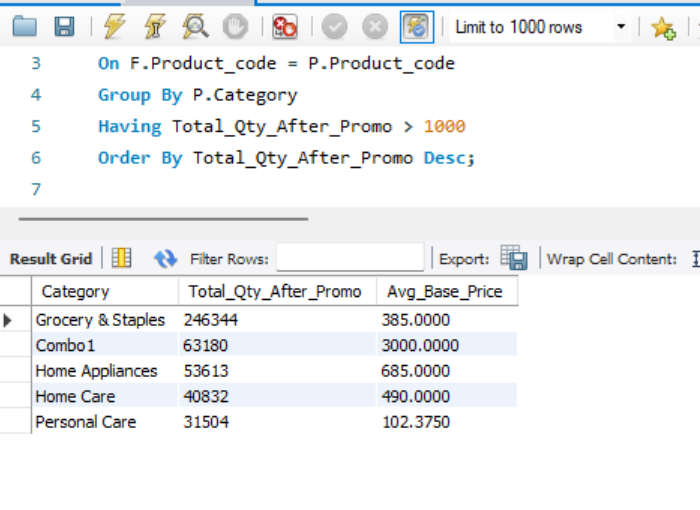 Limit to 1000 rows
3 On F.Product_code = P.Product_code
4 Group By P.Category
5 Having Total_Qty_After_Promo > 1000
6 Order By Total_Qty_After_Promo Desc;
7
Result Grid Filter Rows: Export: Wrap Cell Content:
Category Total_Qty_After_Promo Avg_Base_Price
Grocery & Staples 246344 385.0000
Combo1 63180 3000.0000
Home Appliances 53613 685.0000
Home Care 40832 490.0000
Personal Care 31504 102.3750